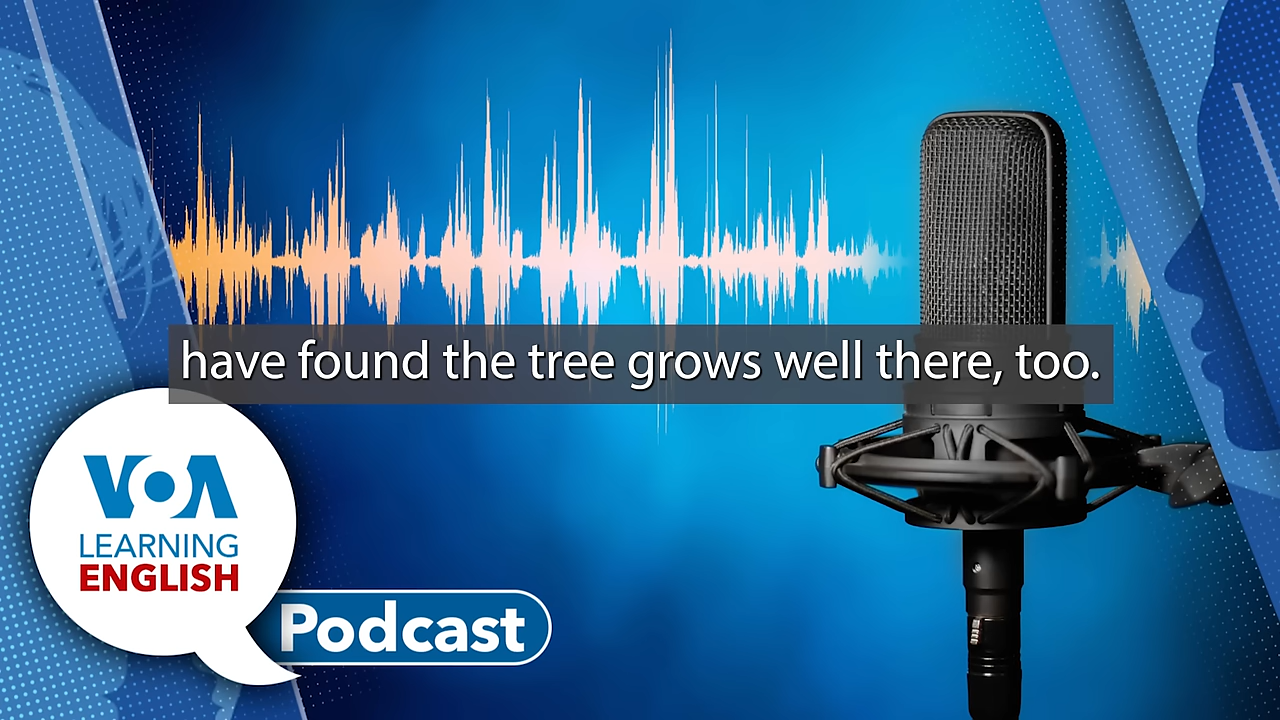 have found the tree grows well there, too.
VOA
LEARNING
ENGLISH
Podcast